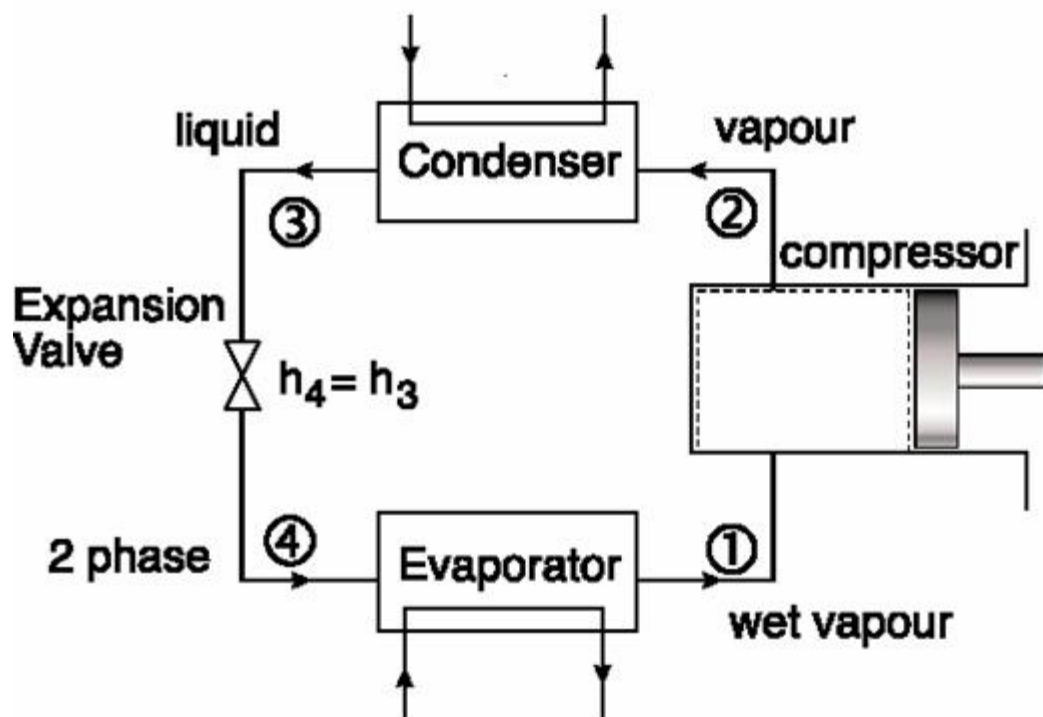 liquid
Condenser
vapour
③
②
compressor
Expansion
Valve
h₄ = h₃
2 phase
④
Evaporator
①
wet vapour